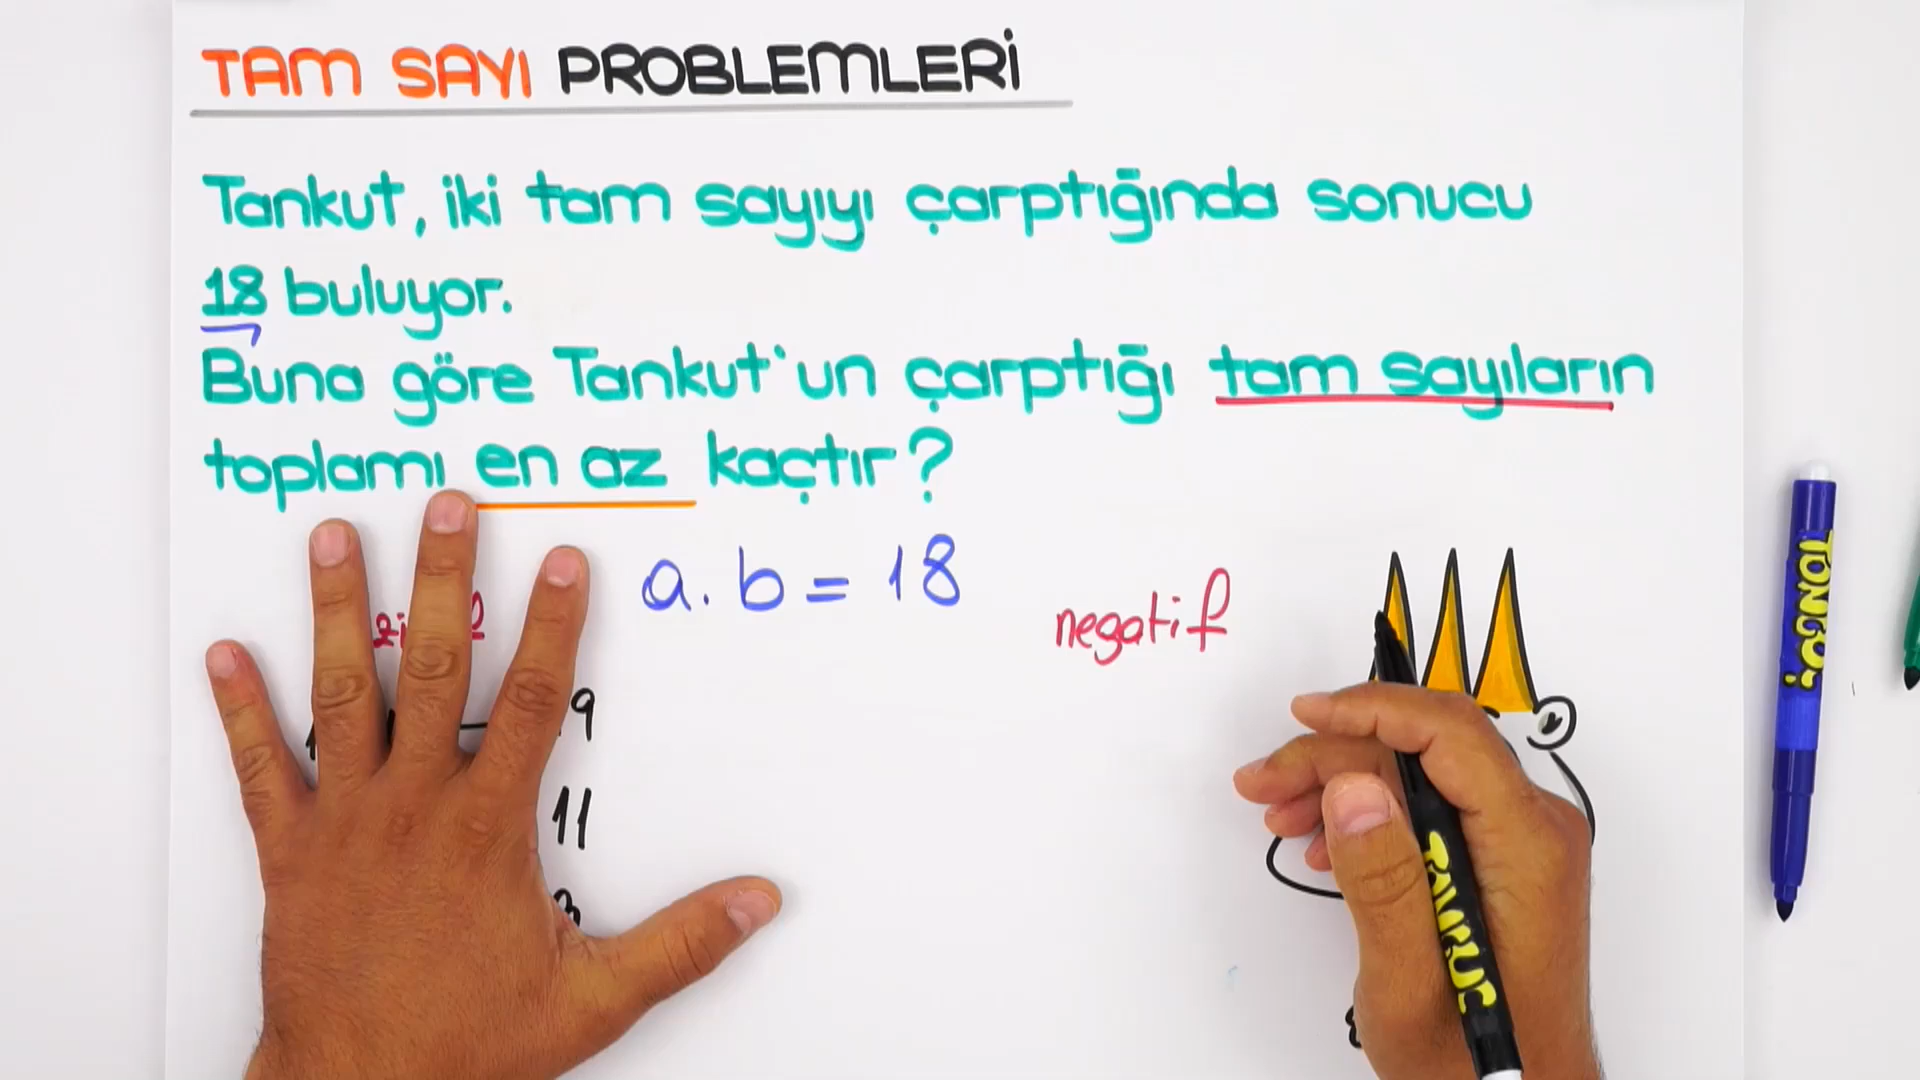 TAM SAYI PROBLEMLERİ
Tankut, iki tam sayıyı çarptığında sonucu
18 buluyor.
Buna göre Tankut'un çarptığı tam sayıların
toplamı en az kaçtır?
a. b = 18
negatif
11
TONGUÇ
TANKUT